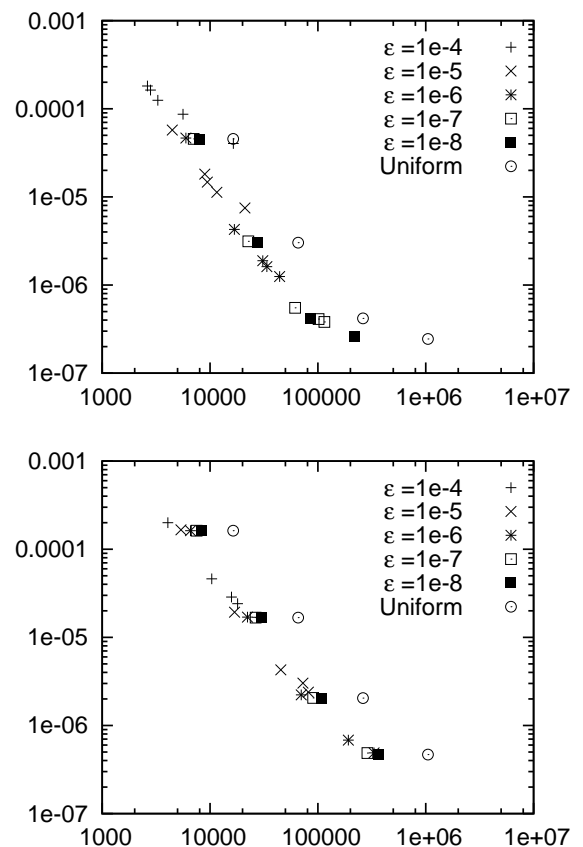 0.001
0.0001
1e-05
1e-06
1e-07
1000 10000 100000 1e+06 1e+07
ε =1e-4
ε =1e-5
ε =1e-6
ε =1e-7
ε =1e-8
Uniform
0.001
0.0001
1e-05
1e-06
1e-07
1000 10000 100000 1e+06 1e+07
ε =1e-4
ε =1e-5
ε =1e-6
ε =1e-7
ε =1e-8
Uniform